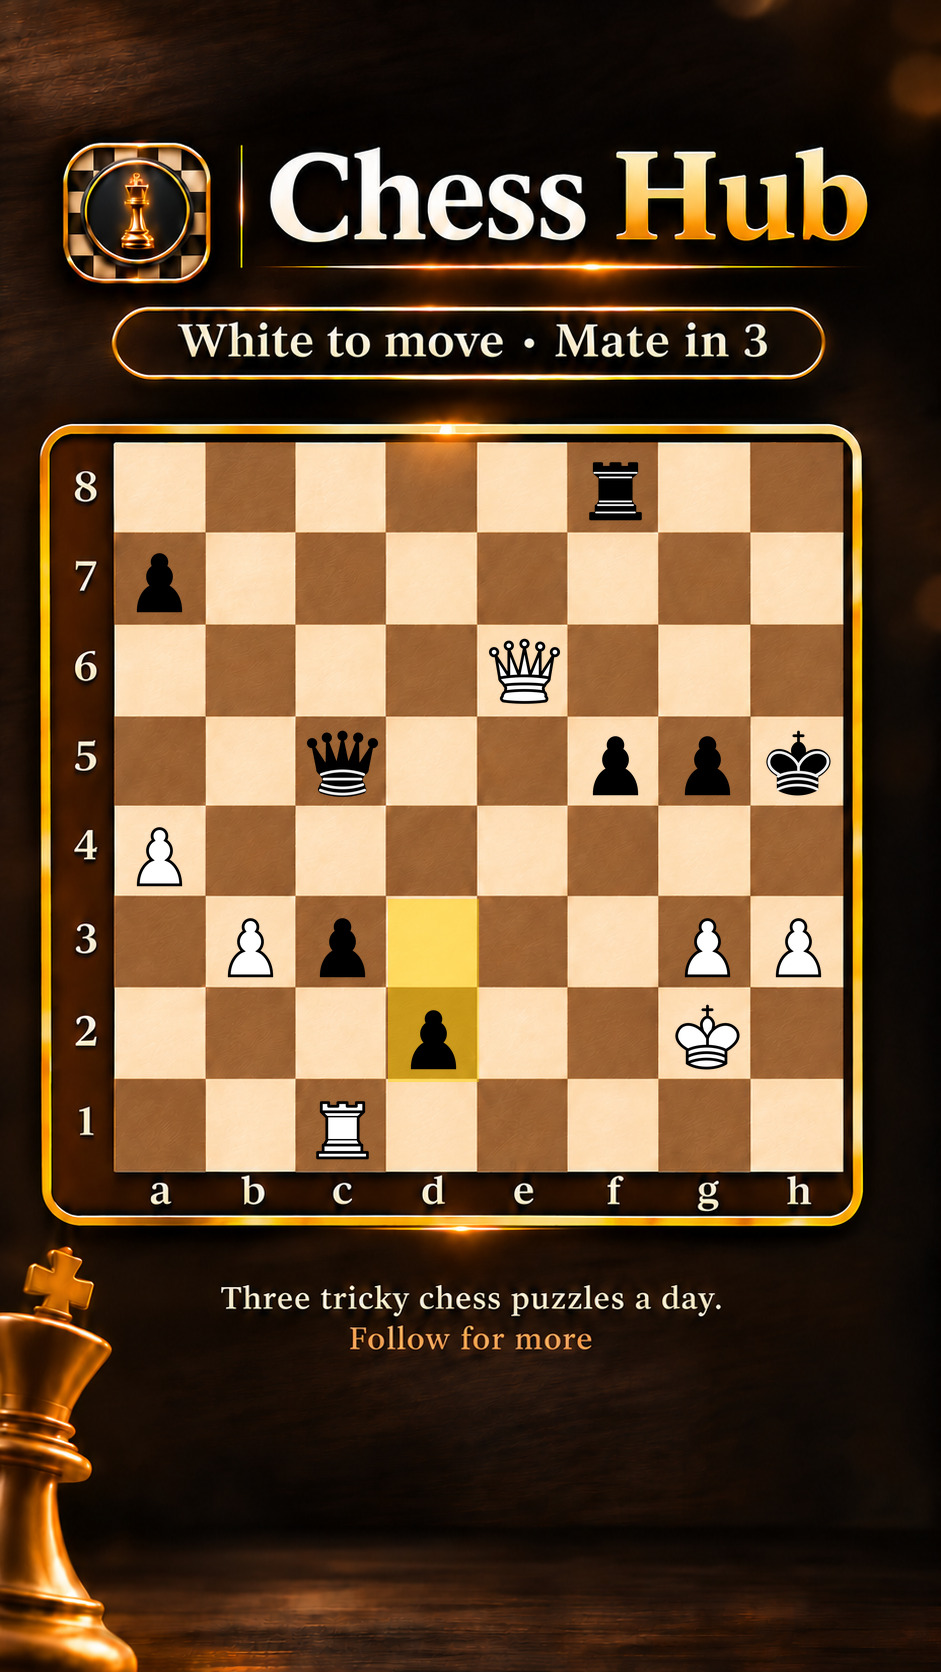 Chess Hub
White to move • Mate in 3
8
7
6
5
4
3
2
1
a b c d e f g h
Three tricky chess puzzles a day.
Follow for more